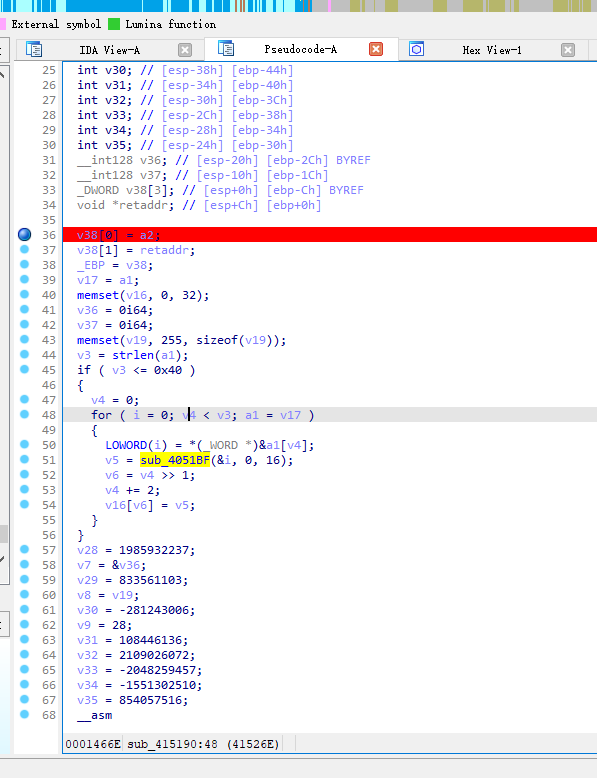 External symbol Lumina function
IDA View-A Pseudocode-A Hex View-1
25 int v30; // [esp-38h] [ebp-44h]
26 int v31; // [esp-34h] [ebp-40h]
27 int v32; // [esp-30h] [ebp-3Ch]
28 int v33; // [esp-2Ch] [ebp-38h]
29 int v34; // [esp-28h] [ebp-34h]
30 int v35; // [esp-24h] [ebp-30h]
31 __int128 v36; // [esp-20h] [ebp-2Ch] BYREF
32 __int128 v37; // [esp-10h] [ebp-1Ch]
33 _DWORD v38[3]; // [esp+0h] [ebp-Ch] BYREF
34 void *retaddr; // [esp+Ch] [ebp+0h]
35
36 v38[0] = a2;
37 v38[1] = retaddr;
38 _EBP = v38;
39 v17 = a1;
40 memset(v16, 0, 32);
41 v36 = 0i64;
42 v37 = 0i64;
43 memset(v19, 255, sizeof(v19));
44 v3 = strlen(a1);
45 if ( v3 <= 0x40 )
46 {
47 v4 = 0;
48 for ( i = 0; v4 < v3; a1 = v17 )
49 {
50 LOWORD(i) = *(_WORD *)&a1[v4];
51 v5 = sub_4051BF(&i, 0, 16);
52 v6 = v4 >> 1;
53 v4 += 2;
54 v16[v6] = v5;
55 }
56 }
57 v28 = 1985932237;
58 v7 = &v36;
59 v29 = 833561103;
60 v8 = v19;
61 v30 = -281243006;
62 v9 = 28;
63 v31 = 108446136;
64 v32 = 2109026072;
65 v33 = -2048259457;
66 v34 = -1551302510;
67 v35 = 854057516;
68 __asm
0001466E sub_415190:48 (41526E)